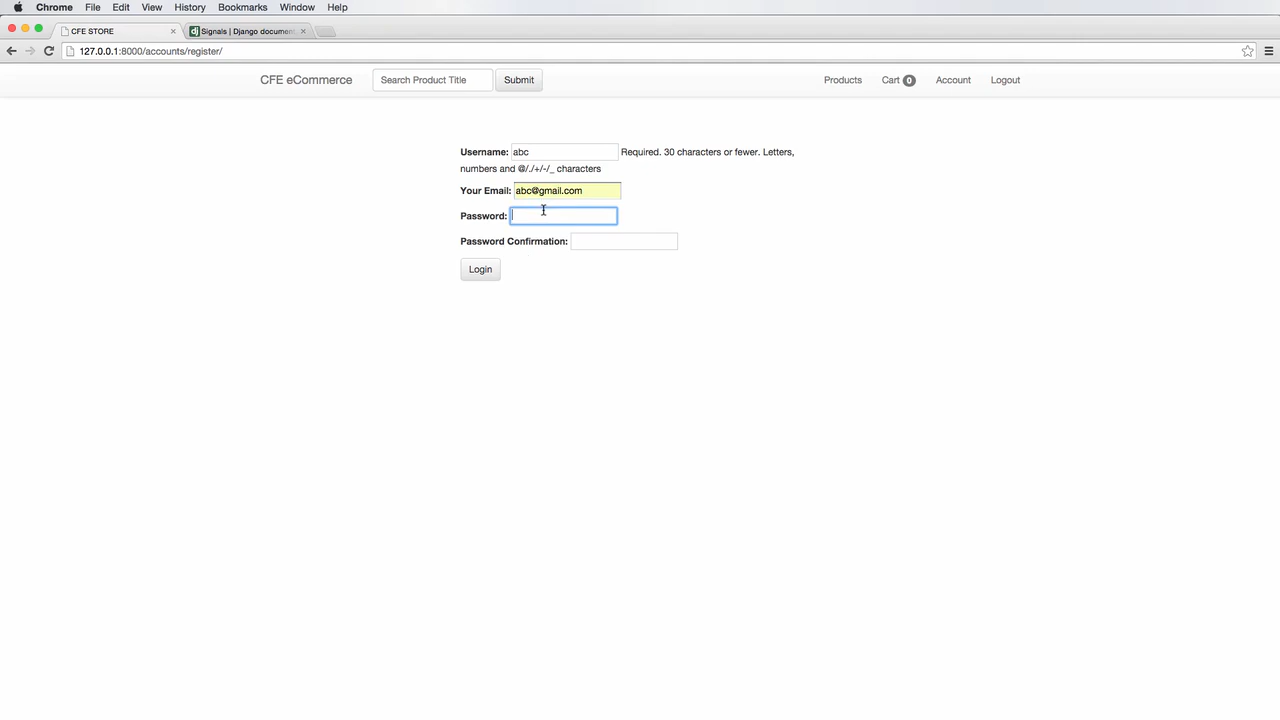 Chrome File Edit View History Bookmarks Window Help
CFE STORE
Signals | Django document
127.0.0.1:8000/accounts/register/
CFE eCommerce Search Product Title Submit Products Cart 0 Account Logout
Username: abc Required. 30 characters or fewer. Letters,
numbers and @/./+/-/_ characters
Your Email: abc@gmail.com
Password:
Password Confirmation:
Login